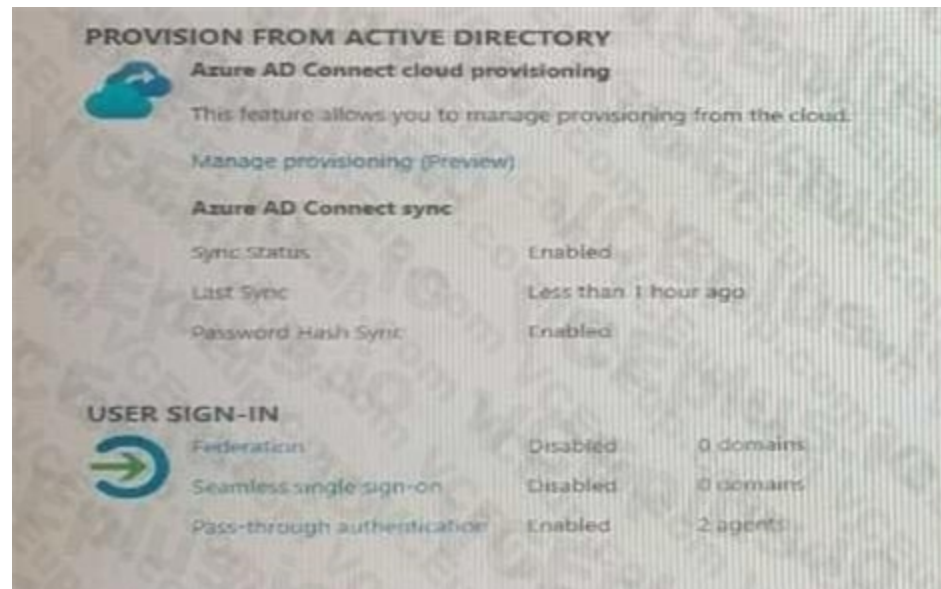 PROVISION FROM ACTIVE DIRECTORY
Azure AD Connect cloud provisioning
This feature allows you to manage provisioning from the cloud.
Manage provisioning (Preview)
Azure AD Connect sync
Sync Status Enabled
Last Sync Less than 1 hour ago
Password Hash Sync Enabled
USER SIGN-IN
Federation Disabled 0 domains
Seamless single sign-on Disabled 0 domains
Pass-through authentication Enabled 2 agents